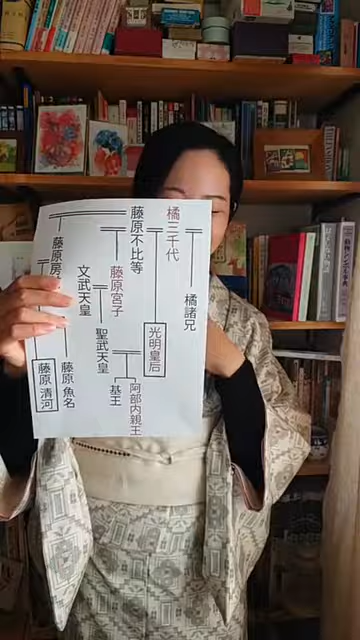 橘三千代
藤原不比等
橘諸兄
光明皇后
藤原宮子
文武天皇
聖武天皇
阿部内親王
基王
藤原房
藤原魚名
藤原清河